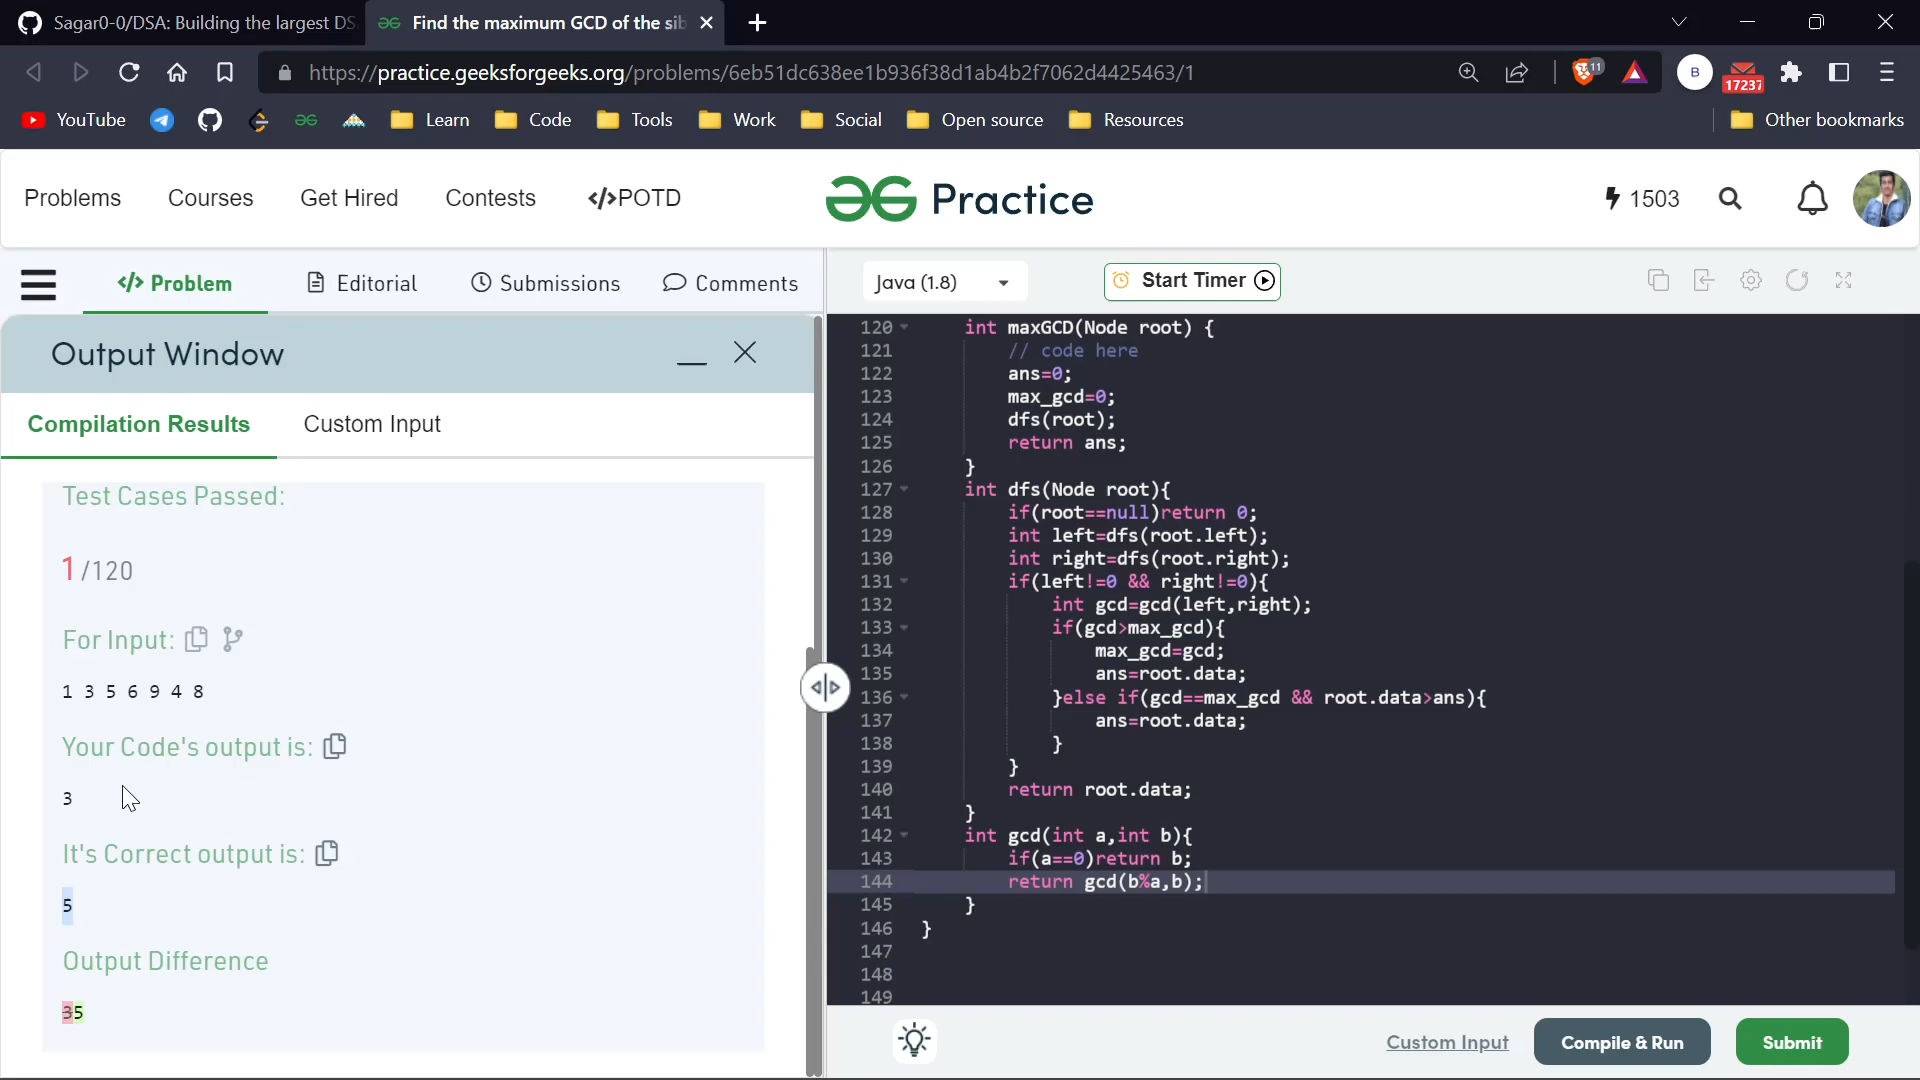 Sagar0-0/DSA: Building the largest DS
Find the maximum GCD of the sib
https://practice.geeksforgeeks.org/problems/6eb51dc638ee1b936f38d1ab4b2f7062d4425463/1
11
B
17237
YouTube
Learn
Code
Tools
Work
Social
Open source
Resources
Other bookmarks
Problems
Courses
Get Hired
Contests
</>POTD
Practice
1503
</> Problem
Editorial
Submissions
Comments
Java (1.8)
Start Timer
Output Window
Compilation Results
Custom Input
Test Cases Passed:
1 /120
For Input:
1 3 5 6 9 4 8
Your Code's output is:
3
It's Correct output is:
5
Output Difference
35
120 int maxGCD(Node root) {
121 // code here
122 ans=0;
123 max_gcd=0;
124 dfs(root);
125 return ans;
126 }
127 int dfs(Node root){
128 if(root==null)return 0;
129 int left=dfs(root.left);
130 int right=dfs(root.right);
131 if(left!=0 && right!=0){
132 int gcd=gcd(left,right);
133 if(gcd>max_gcd){
134 max_gcd=gcd;
135 ans=root.data;
136 }else if(gcd==max_gcd && root.data>ans){
137 ans=root.data;
138 }
139 }
140 return root.data;
141 }
142 int gcd(int a,int b){
143 if(a==0)return b;
144 return gcd(b%a,b);
145 }
146 }
147
148
149
Custom Input
Compile & Run
Submit